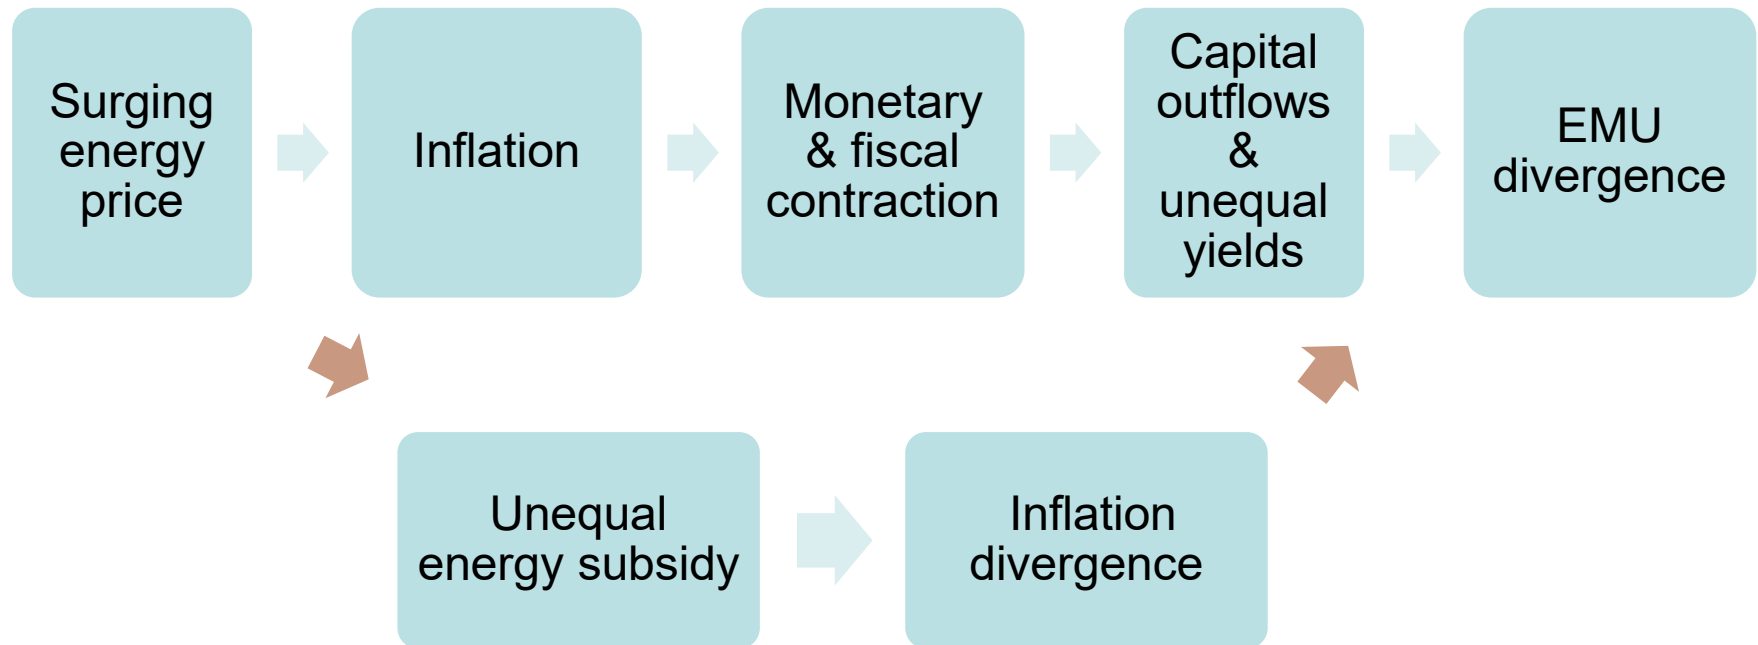 Surging
energy
price
Inflation
Monetary
& fiscal
contraction
Capital
outflows
&
unequal
yields
EMU
divergence
Unequal
energy subsidy
Inflation
divergence